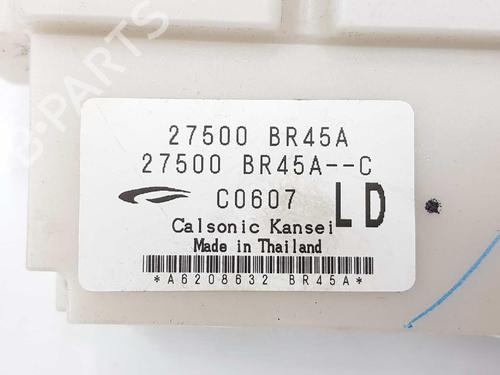 B-PARTS
27500 BR45A
27500 BR45A--C
C0607 LD
Calsonic Kansei
Made in Thailand
*A6208632 BR45A*